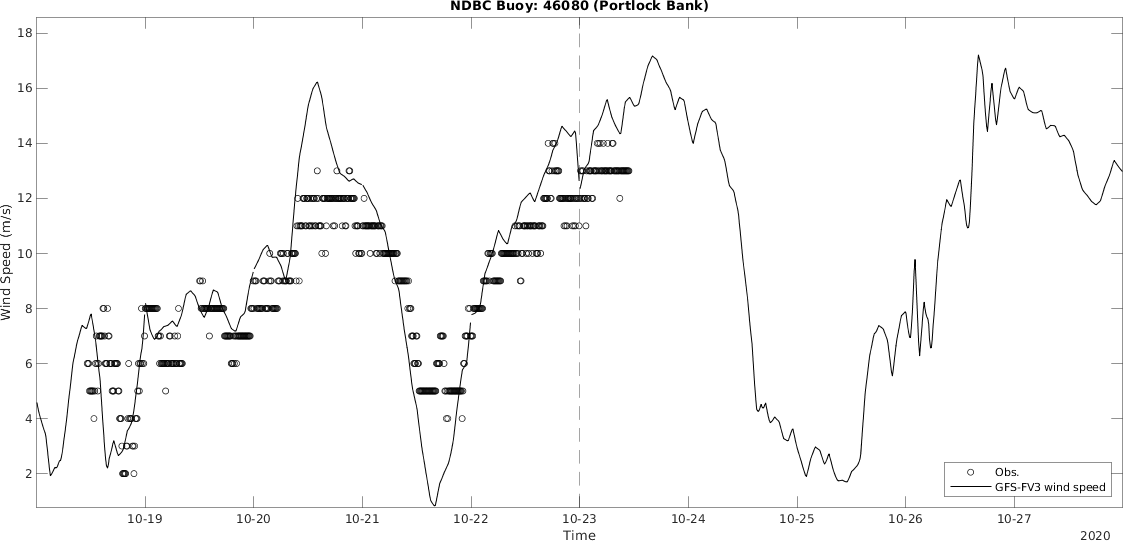 NDBC Buoy: 46080 (Portlock Bank)
18
16
14
12
10
8
6
4
2
Wind Speed (m/s)
Obs.
GFS-FV3 wind speed
10-19 10-20 10-21 10-22 10-23 10-24 10-25 10-26 10-27
Time
2020